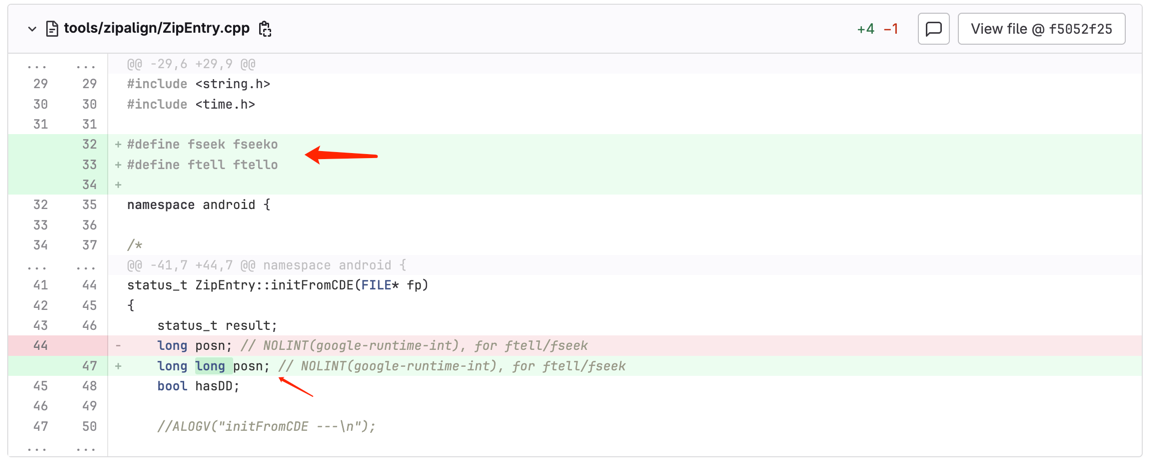 tools/zipalign/ZipEntry.cpp +4 −1 View file @ f5052f25
... ... @@ -29,6 +29,9 @@
29 29 #include <string.h>
30 30 #include <time.h>
31 31
32 + #define fseek fseeko
33 + #define ftell ftello
34 +
32 35 namespace android {
33 36
34 37 /*
... ... @@ -41,7 +44,7 @@ namespace android {
41 44 status_t ZipEntry::initFromCDE(FILE* fp)
42 45 {
43 46 status_t result;
44 - long posn; // NOLINT(google-runtime-int), for ftell/fseek
47 + long long posn; // NOLINT(google-runtime-int), for ftell/fseek
45 48 bool hasDD;
46 49
47 50 //ALOGV("initFromCDE ---\n");
... ...